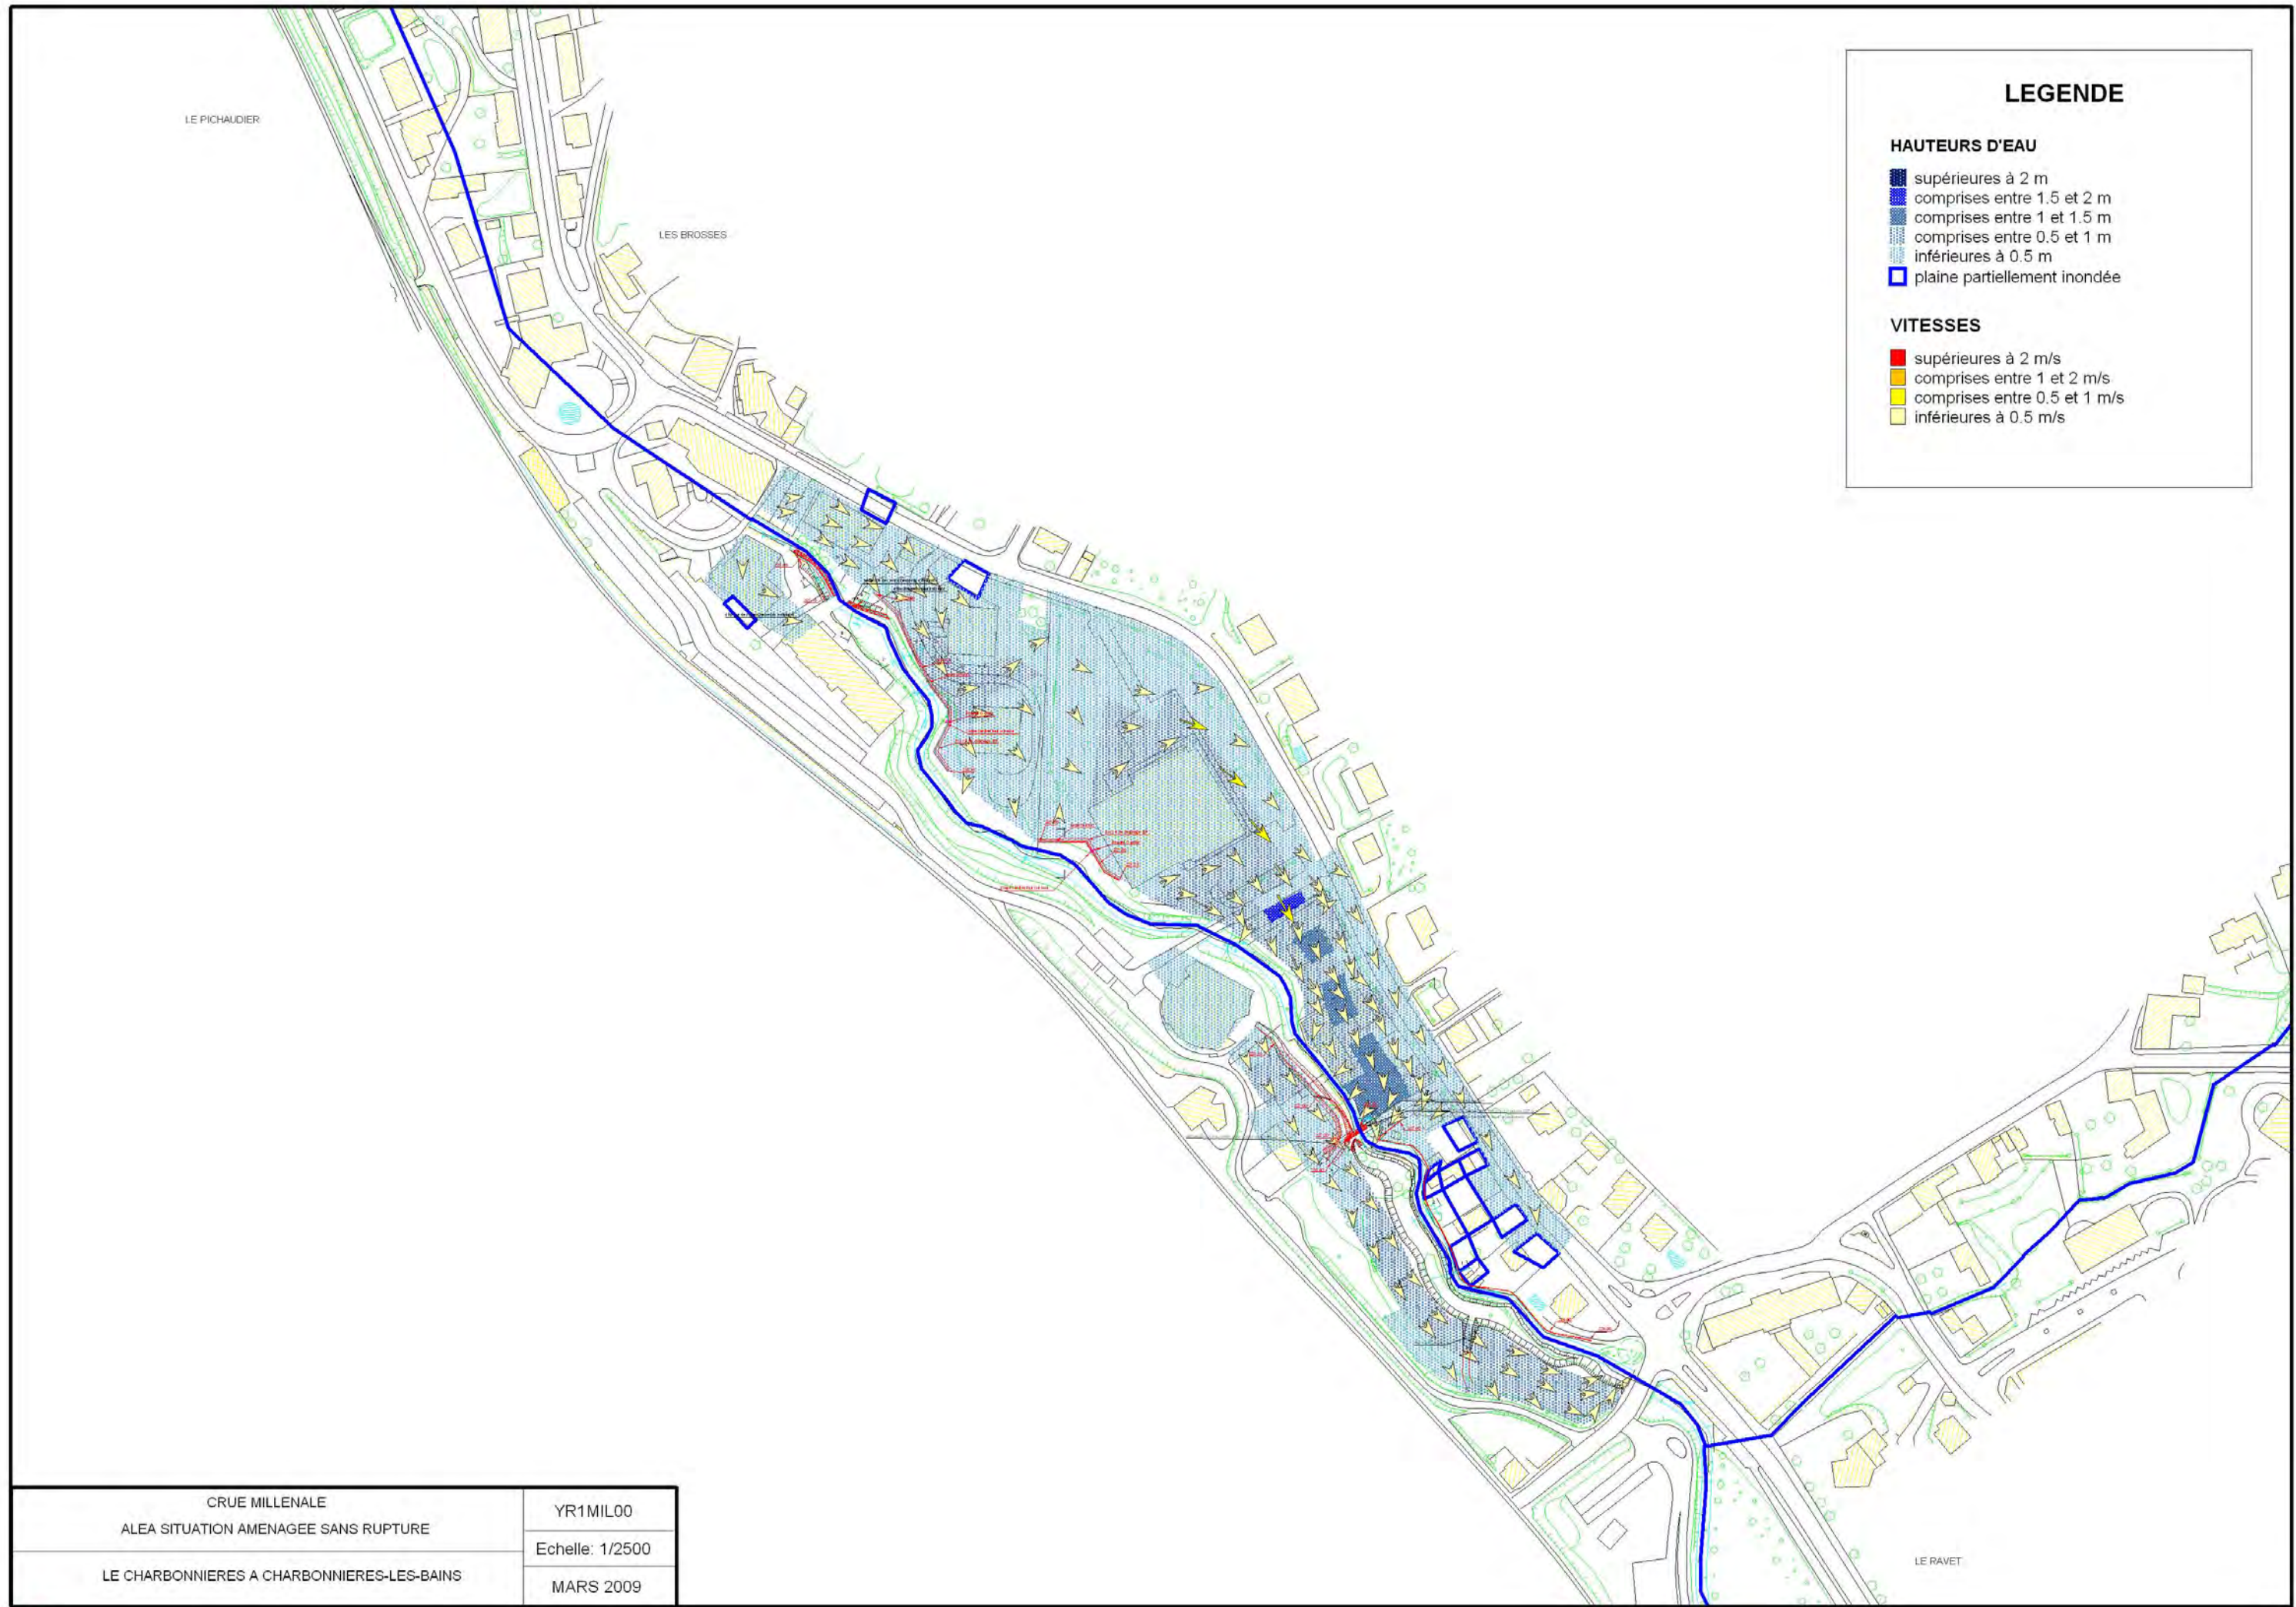 LE PICHAUDIER
LES BROSSES
LEGENDE
HAUTEURS D'EAU
supérieures à 2 m
comprises entre 1.5 et 2 m
comprises entre 1 et 1.5 m
comprises entre 0.5 et 1 m
inférieures à 0.5 m
plaine partiellement inondée
VITESSES
supérieures à 2 m/s
comprises entre 1 et 2 m/s
comprises entre 0.5 et 1 m/s
inférieures à 0.5 m/s
LE RAVET
CRUE MILLENALE
ALEA SITUATION AMENAGEE SANS RUPTURE
LE CHARBONNIERES A CHARBONNIERES-LES-BAINS
YR1MIL00
Echelle: 1/2500
MARS 2009